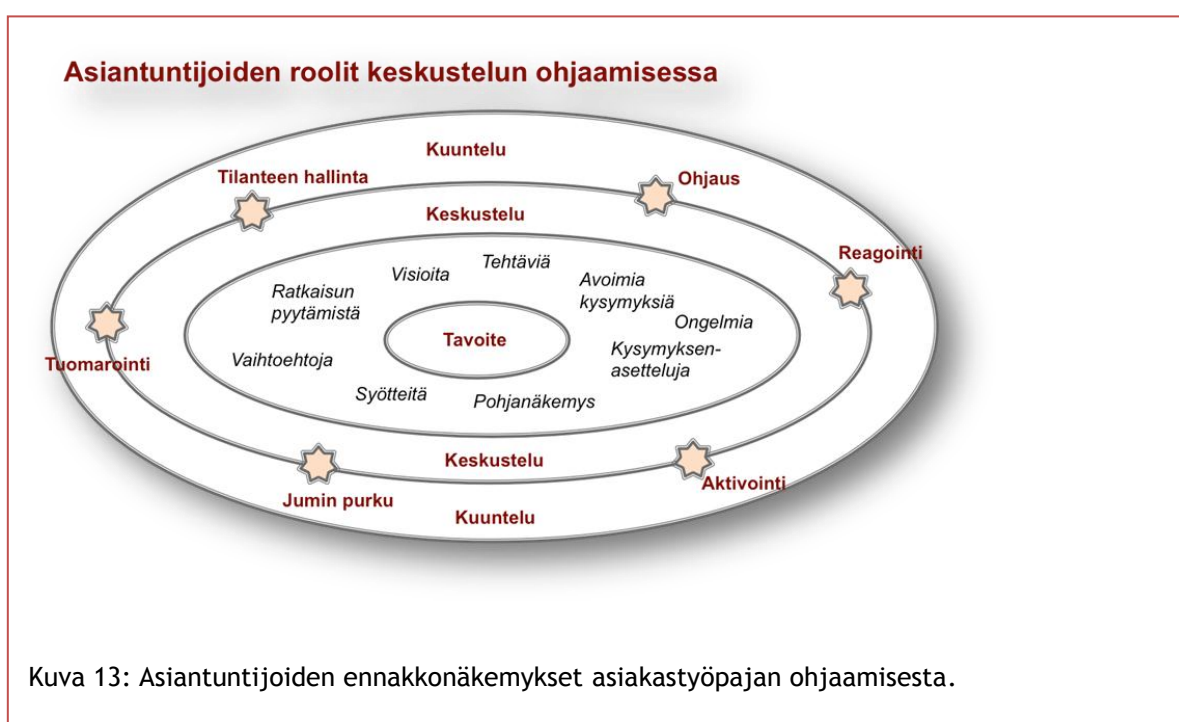 Asiantuntijoiden roolit keskustelun ohjaamisessa
Kuuntelu
Tilanteen hallinta
Ohjaus
Keskustelu
Reagointi
Visioita
Tehtäviä
Avoimia
kysymyksiä
Ratkaisun
pyytämistä
Ongelmia
Tavoite
Kysymyksen-
asetteluja
Vaihtoehtoja
Tuomarointi
Syötteitä
Pohjanäkemys
Keskustelu
Aktivointi
Jumin purku
Kuuntelu
Kuva 13: Asiantuntijoiden ennakkonäkemykset asiakastyöpajan ohjaamisesta.